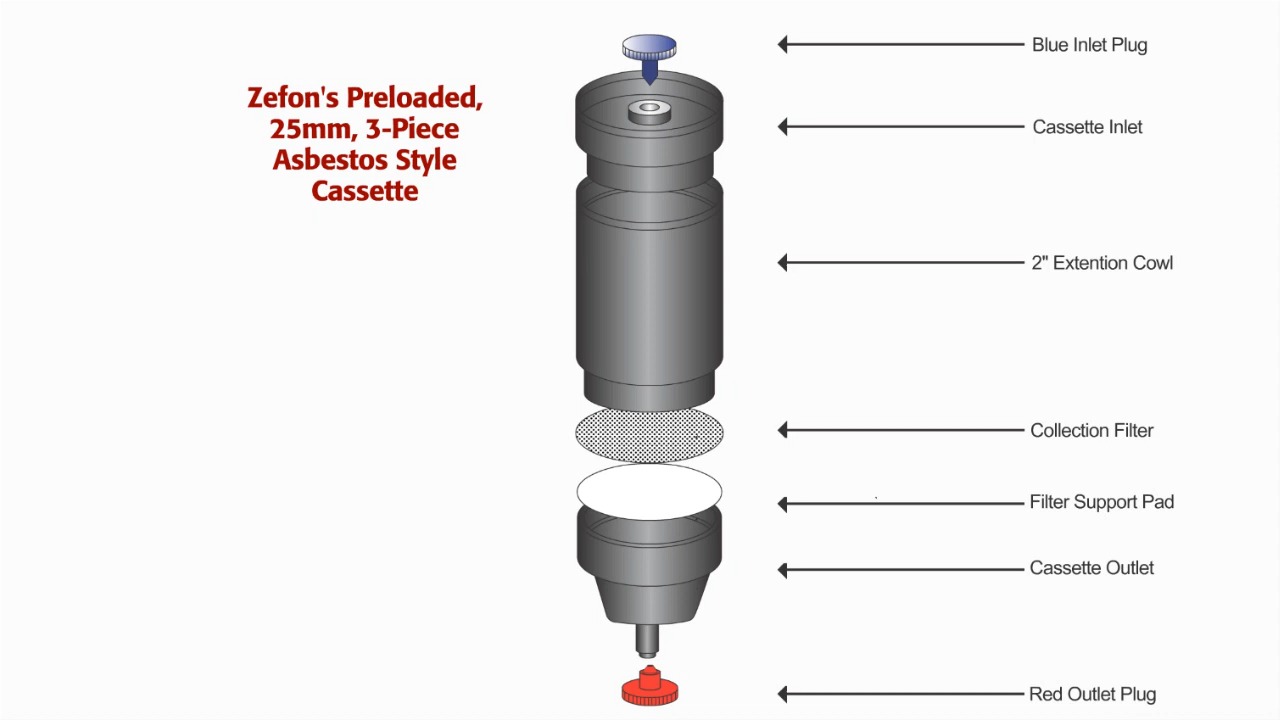 Zefon's Preloaded,
25mm, 3-Piece
Asbestos Style
Cassette
Blue Inlet Plug
Cassette Inlet
2" Extention Cowl
Collection Filter
Filter Support Pad
Cassette Outlet
Red Outlet Plug